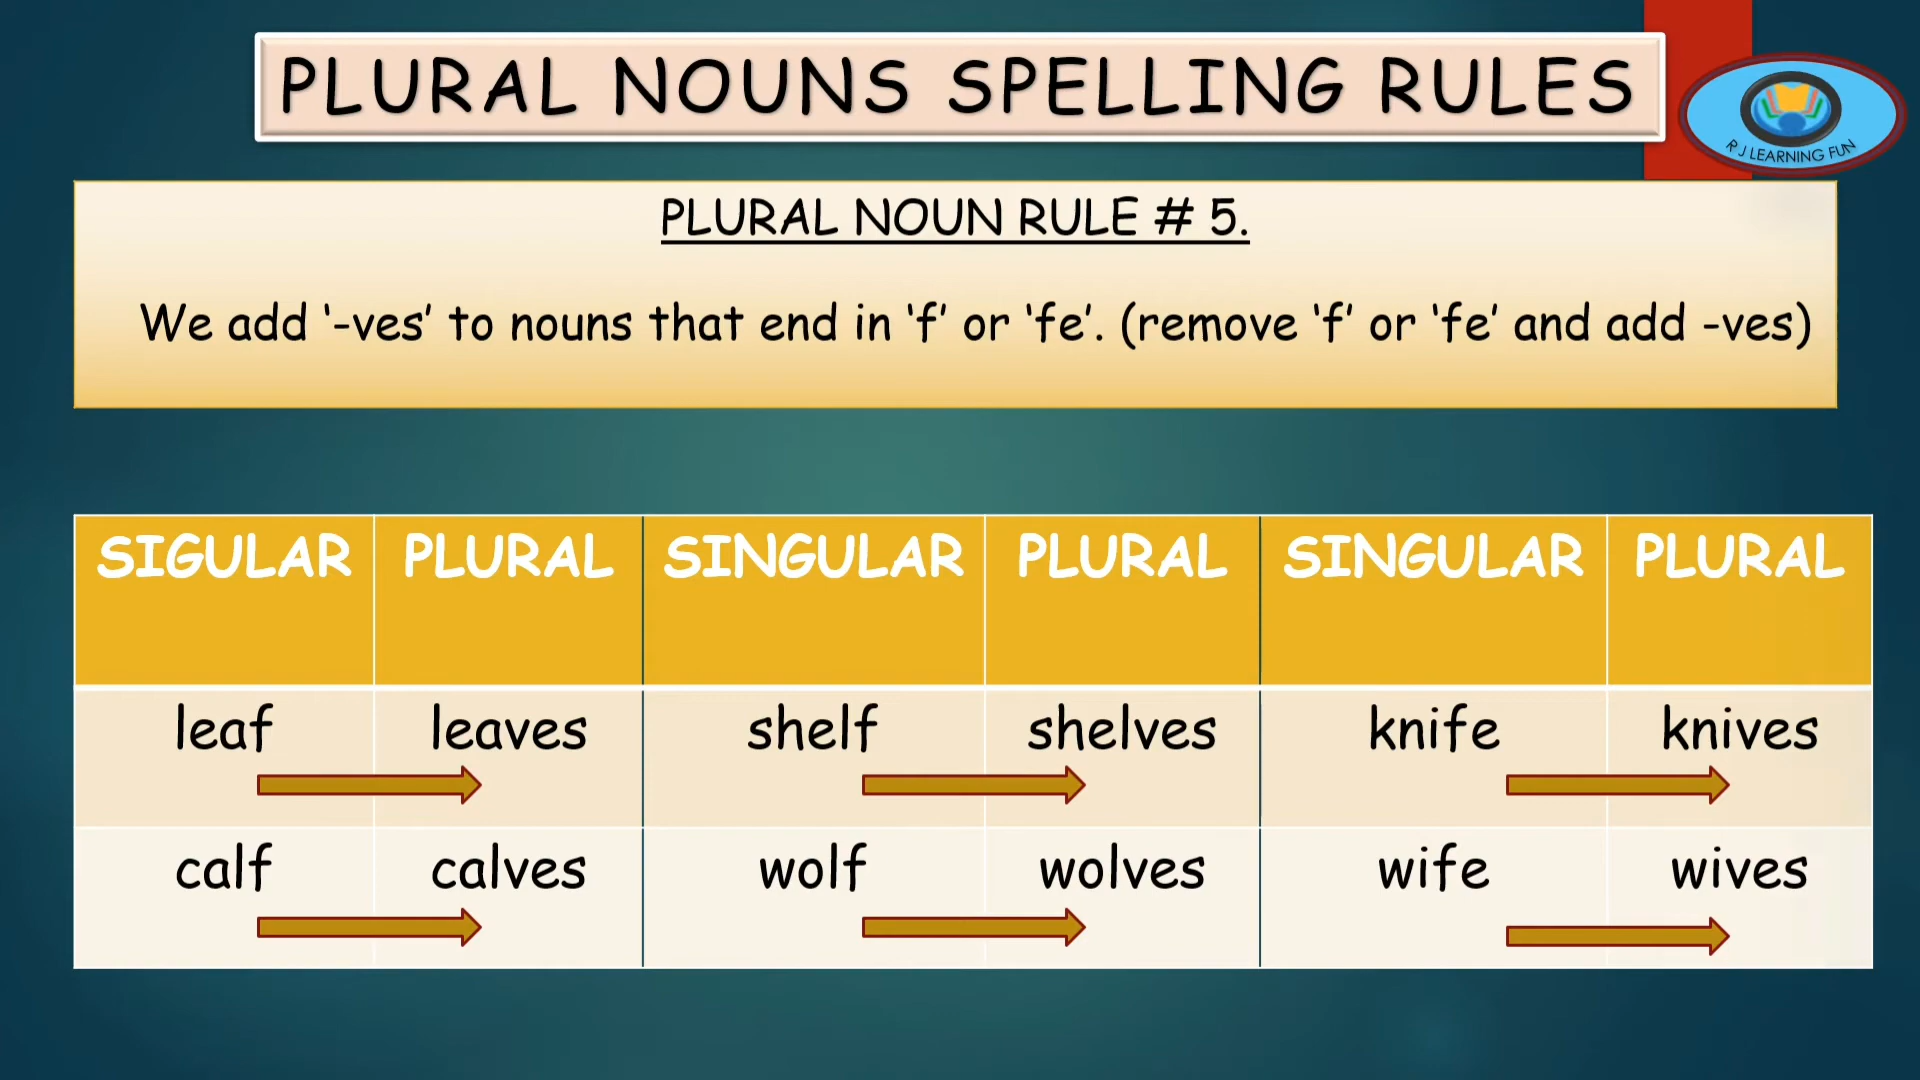 PLURAL NOUNS SPELLING RULES
R J LEARNING FUN
PLURAL NOUN RULE # 5.
We add ‘-ves’ to nouns that end in ‘f’ or ‘fe’. (remove ‘f’ or ‘fe’ and add -ves)
SIGULAR PLURAL SINGULAR PLURAL SINGULAR PLURAL
leaf leaves shelf shelves knife knives
calf calves wolf wolves wife wives